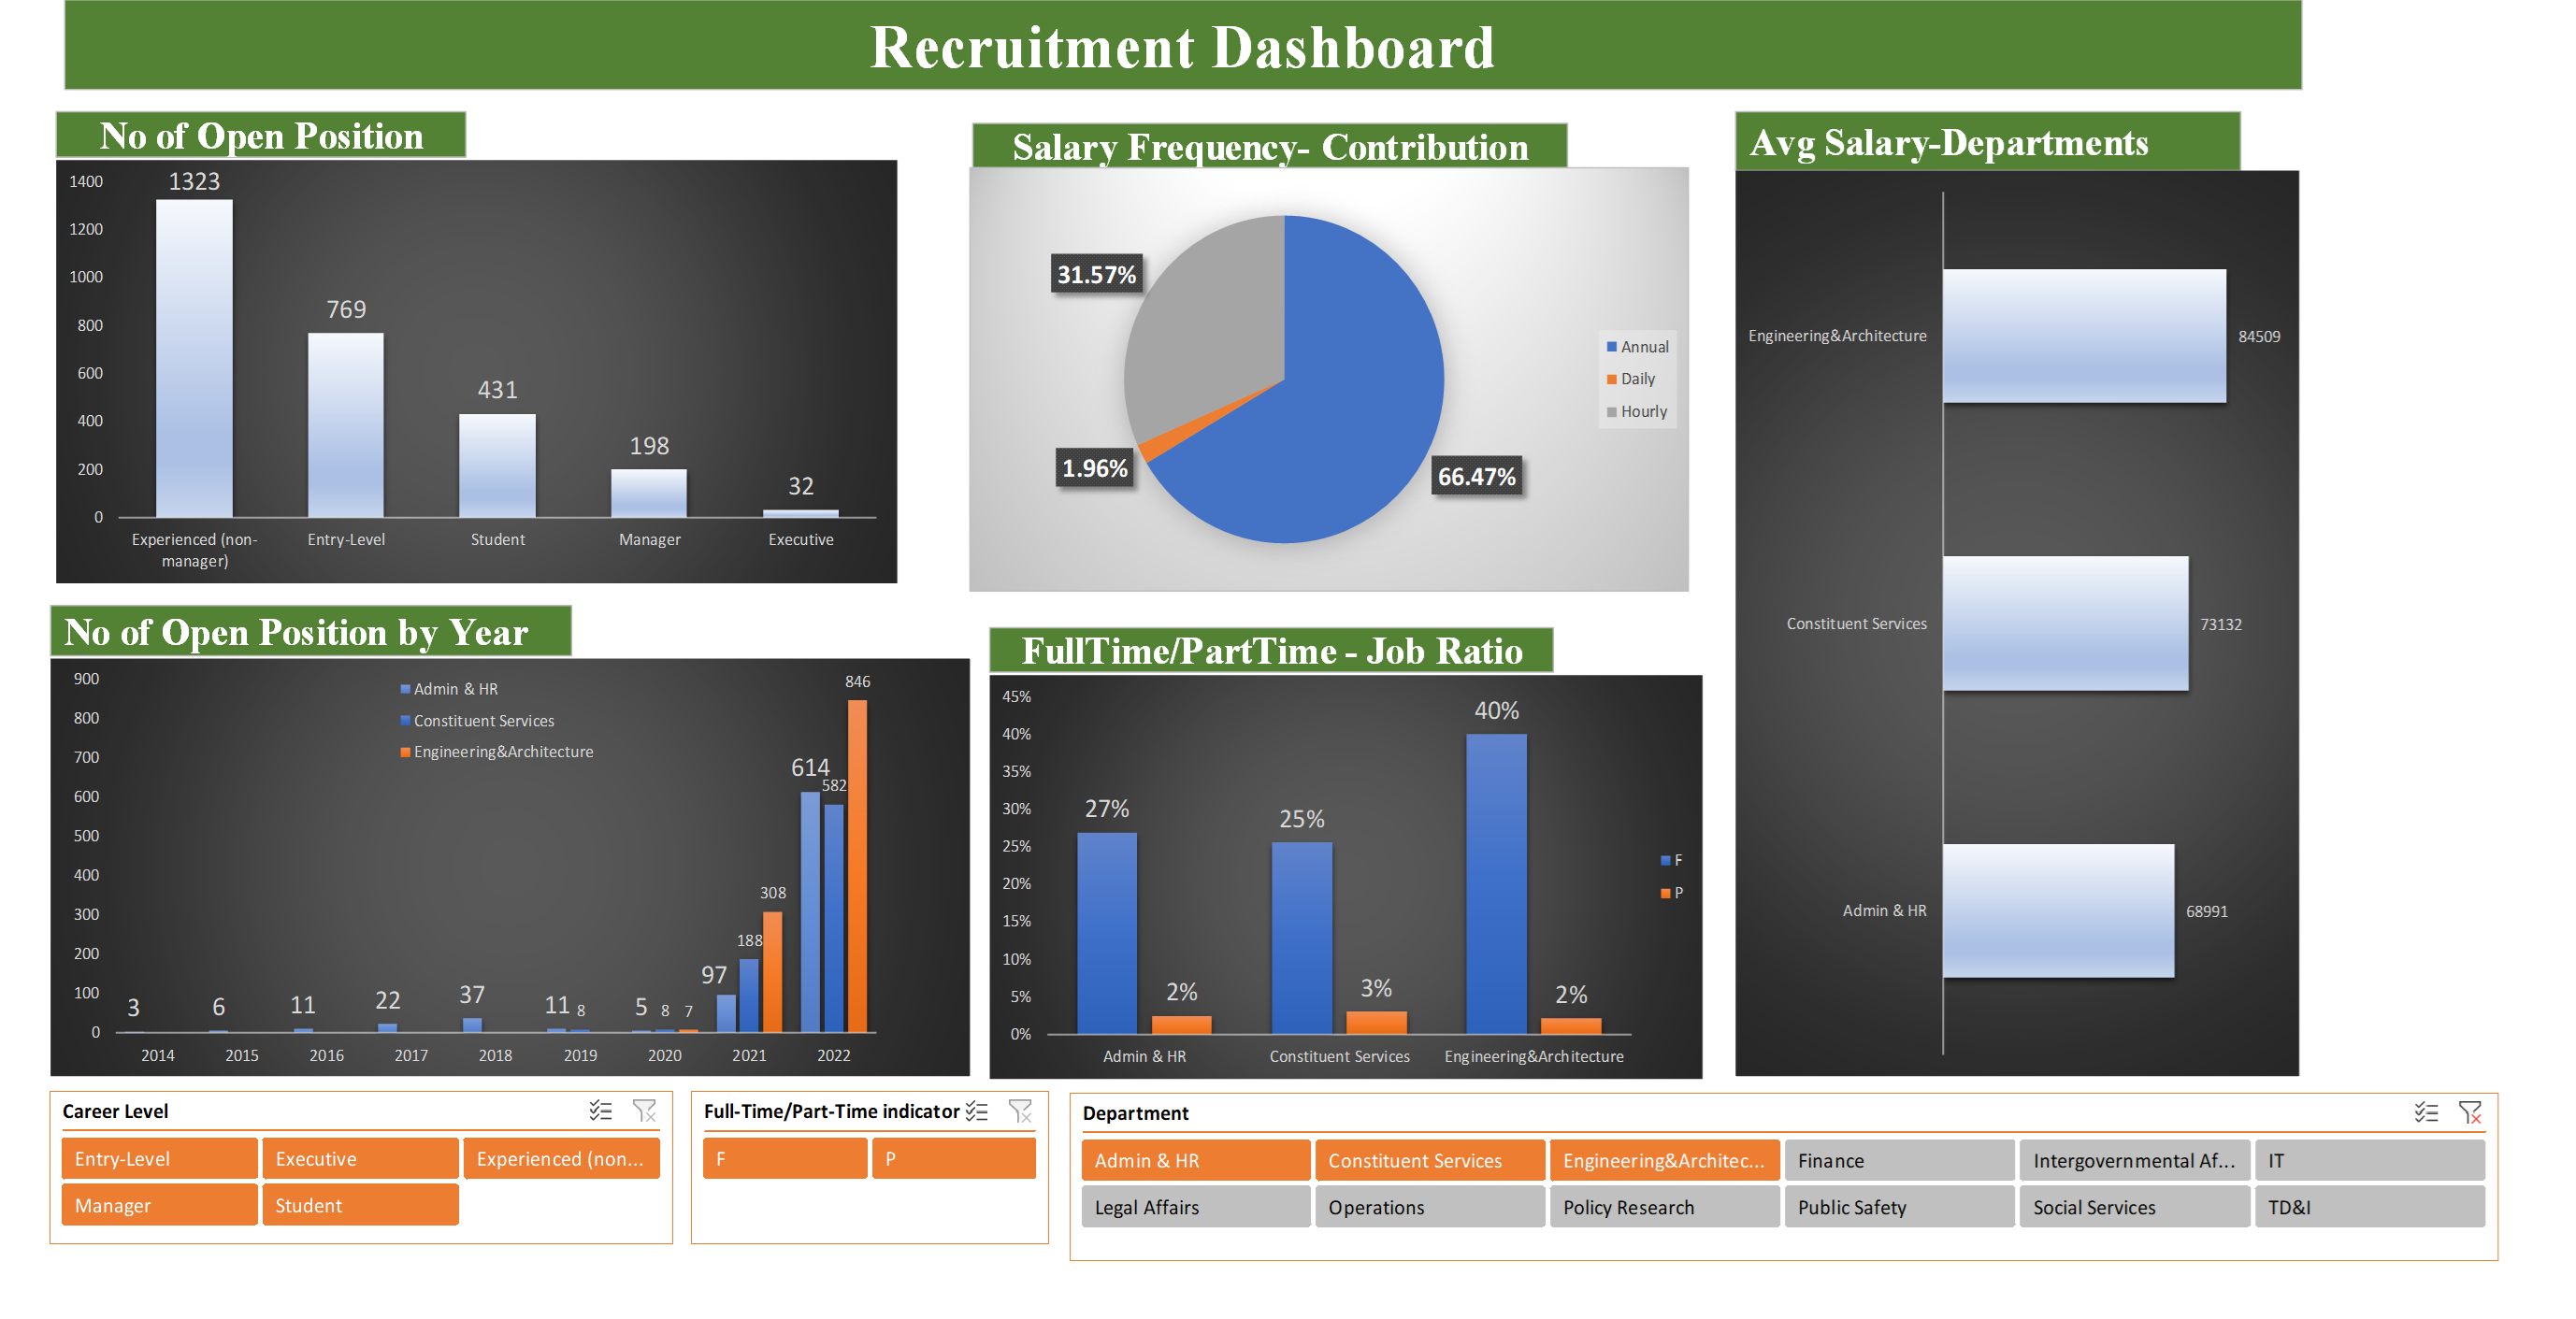 Recruitment Dashboard
No of Open Position
1400
1200
1000
800
600
400
200
0
1323
769
431
198
32
Experienced (non-
manager)
Entry-Level
Student
Manager
Executive
Salary Frequency- Contribution
31.57%
1.96%
66.47%
Annual
Daily
Hourly
Avg Salary-Departments
Engineering&Architecture
84509
Constituent Services
73132
Admin & HR
68991
No of Open Position by Year
900
800
700
600
500
400
300
200
100
0
Admin & HR
Constituent Services
Engineering&Architecture
3
6
11
22
37
11
8
5
8
7
97
188
308
614
582
846
2014
2015
2016
2017
2018
2019
2020
2021
2022
FullTime/PartTime - Job Ratio
45%
40%
35%
30%
25%
20%
15%
10%
5%
0%
27%
2%
25%
3%
40%
2%
Admin & HR
Constituent Services
Engineering&Architecture
F
P
Career Level
Entry-Level
Executive
Experienced (non...
Manager
Student
Full-Time/Part-Time indicator
F
P
Department
Admin & HR
Constituent Services
Engineering&Architec...
Finance
Intergovernmental Af...
IT
Legal Affairs
Operations
Policy Research
Public Safety
Social Services
TD&I